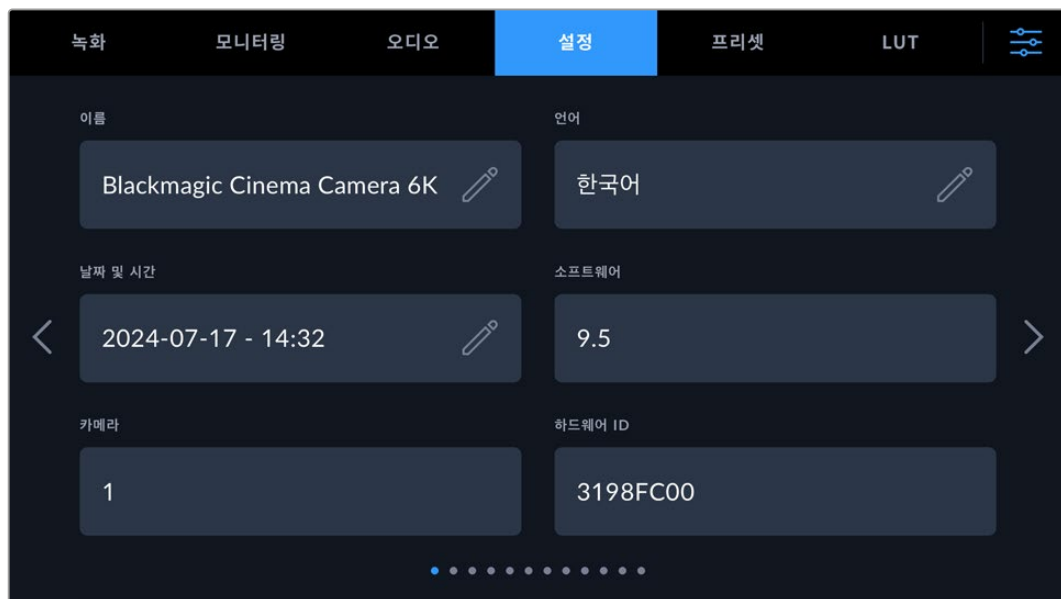 녹화 모니터링 오디오 설정 프리셋 LUT
이름 언어
Blackmagic Cinema Camera 6K 한국어
날짜 및 시간 소프트웨어
2024-07-17 - 14:32 9.5
카메라 하드웨어 ID
1 3198FC00